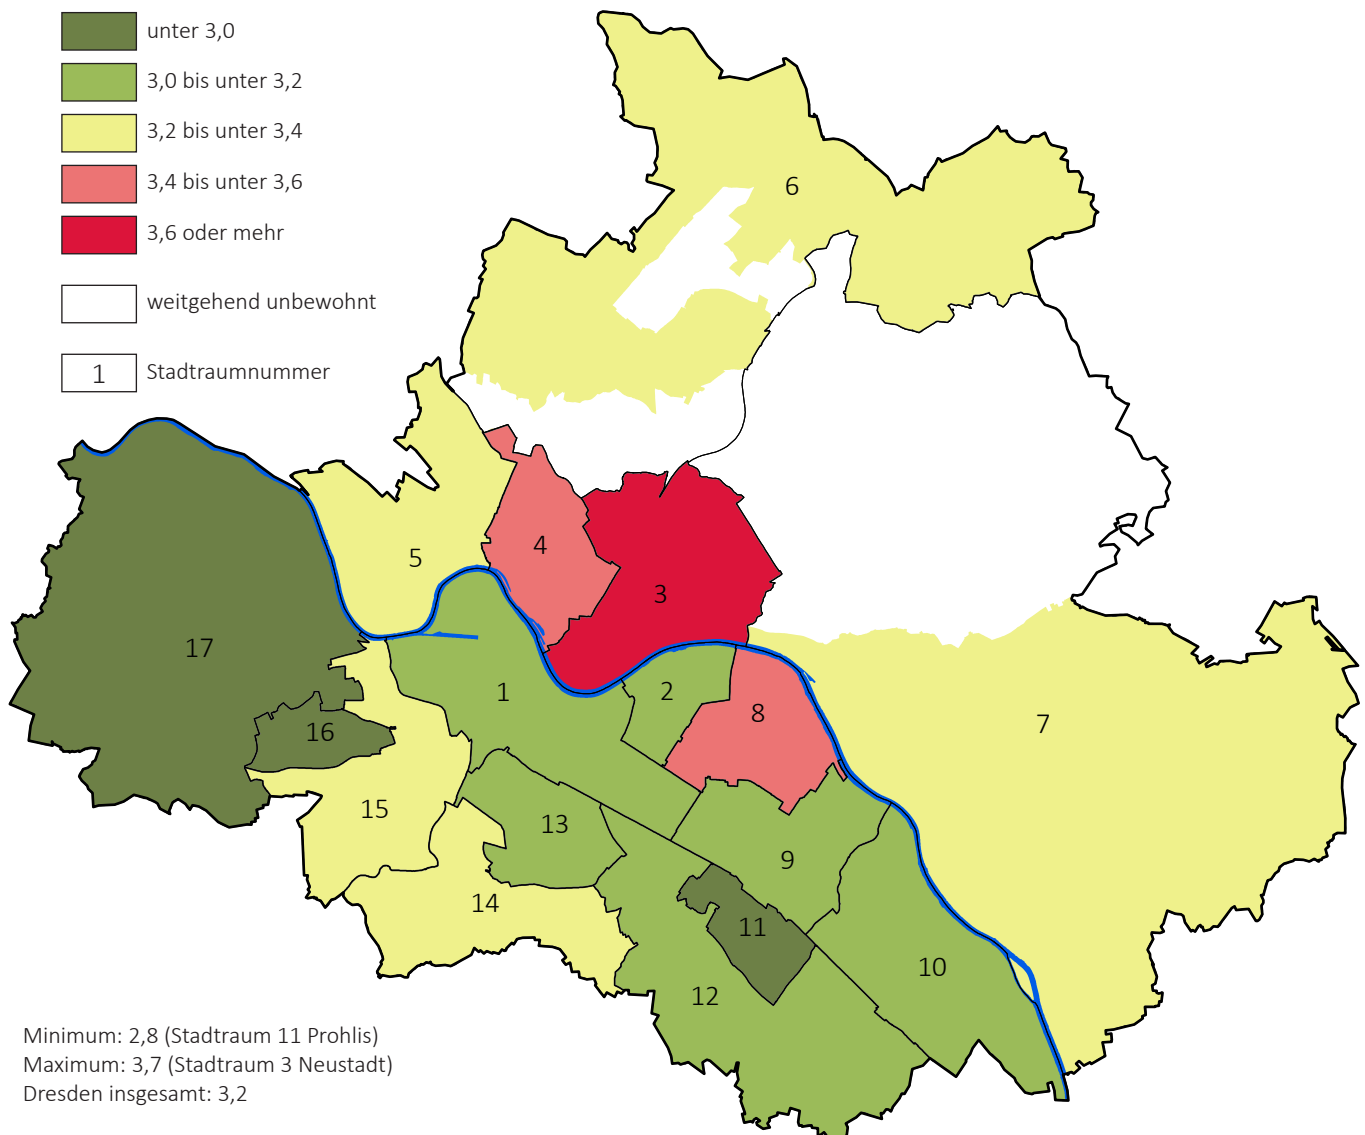 unter 3,0
3,0 bis unter 3,2
3,2 bis unter 3,4
3,4 bis unter 3,6
3,6 oder mehr
weitgehend unbewohnt
1 Stadtraumnummer
6
5
4
3
17
16
1
2
8
7
15
13
9
14
11
12
10
Minimum: 2,8 (Stadtraum 11 Prohlis)
Maximum: 3,7 (Stadtraum 3 Neustadt)
Dresden insgesamt: 3,2